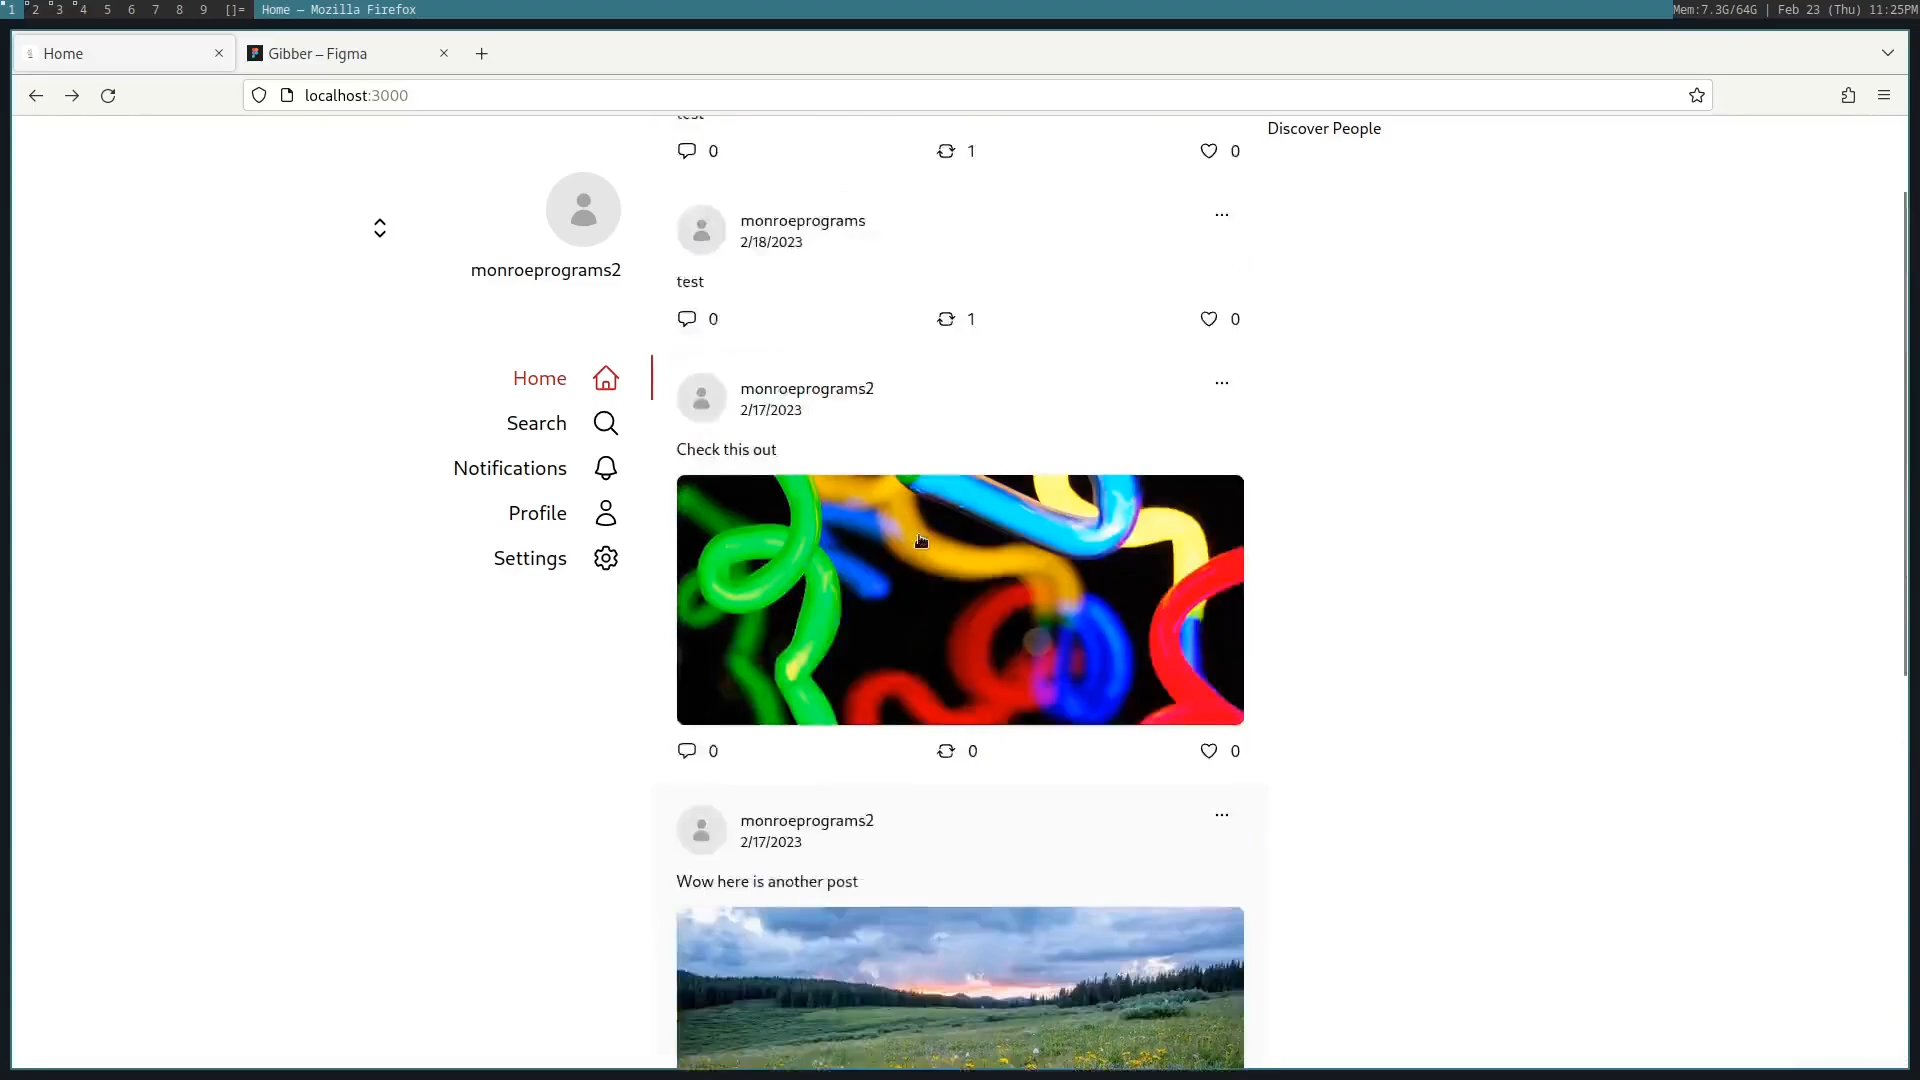 1 2 3 4 5 6 7 8 9 []= Home — Mozilla Firefox Mem:7.3G/64G | Feb 23 (Thu) 11:25PM
Home
Gibber – Figma
localhost:3000
test
Discover People
0 1 0
monroeprograms
2/18/2023
test
0 1 0
monroeprograms2
Home
Search
Notifications
Profile
Settings
monroeprograms2
2/17/2023
Check this out
0 0 0
monroeprograms2
2/17/2023
Wow here is another post